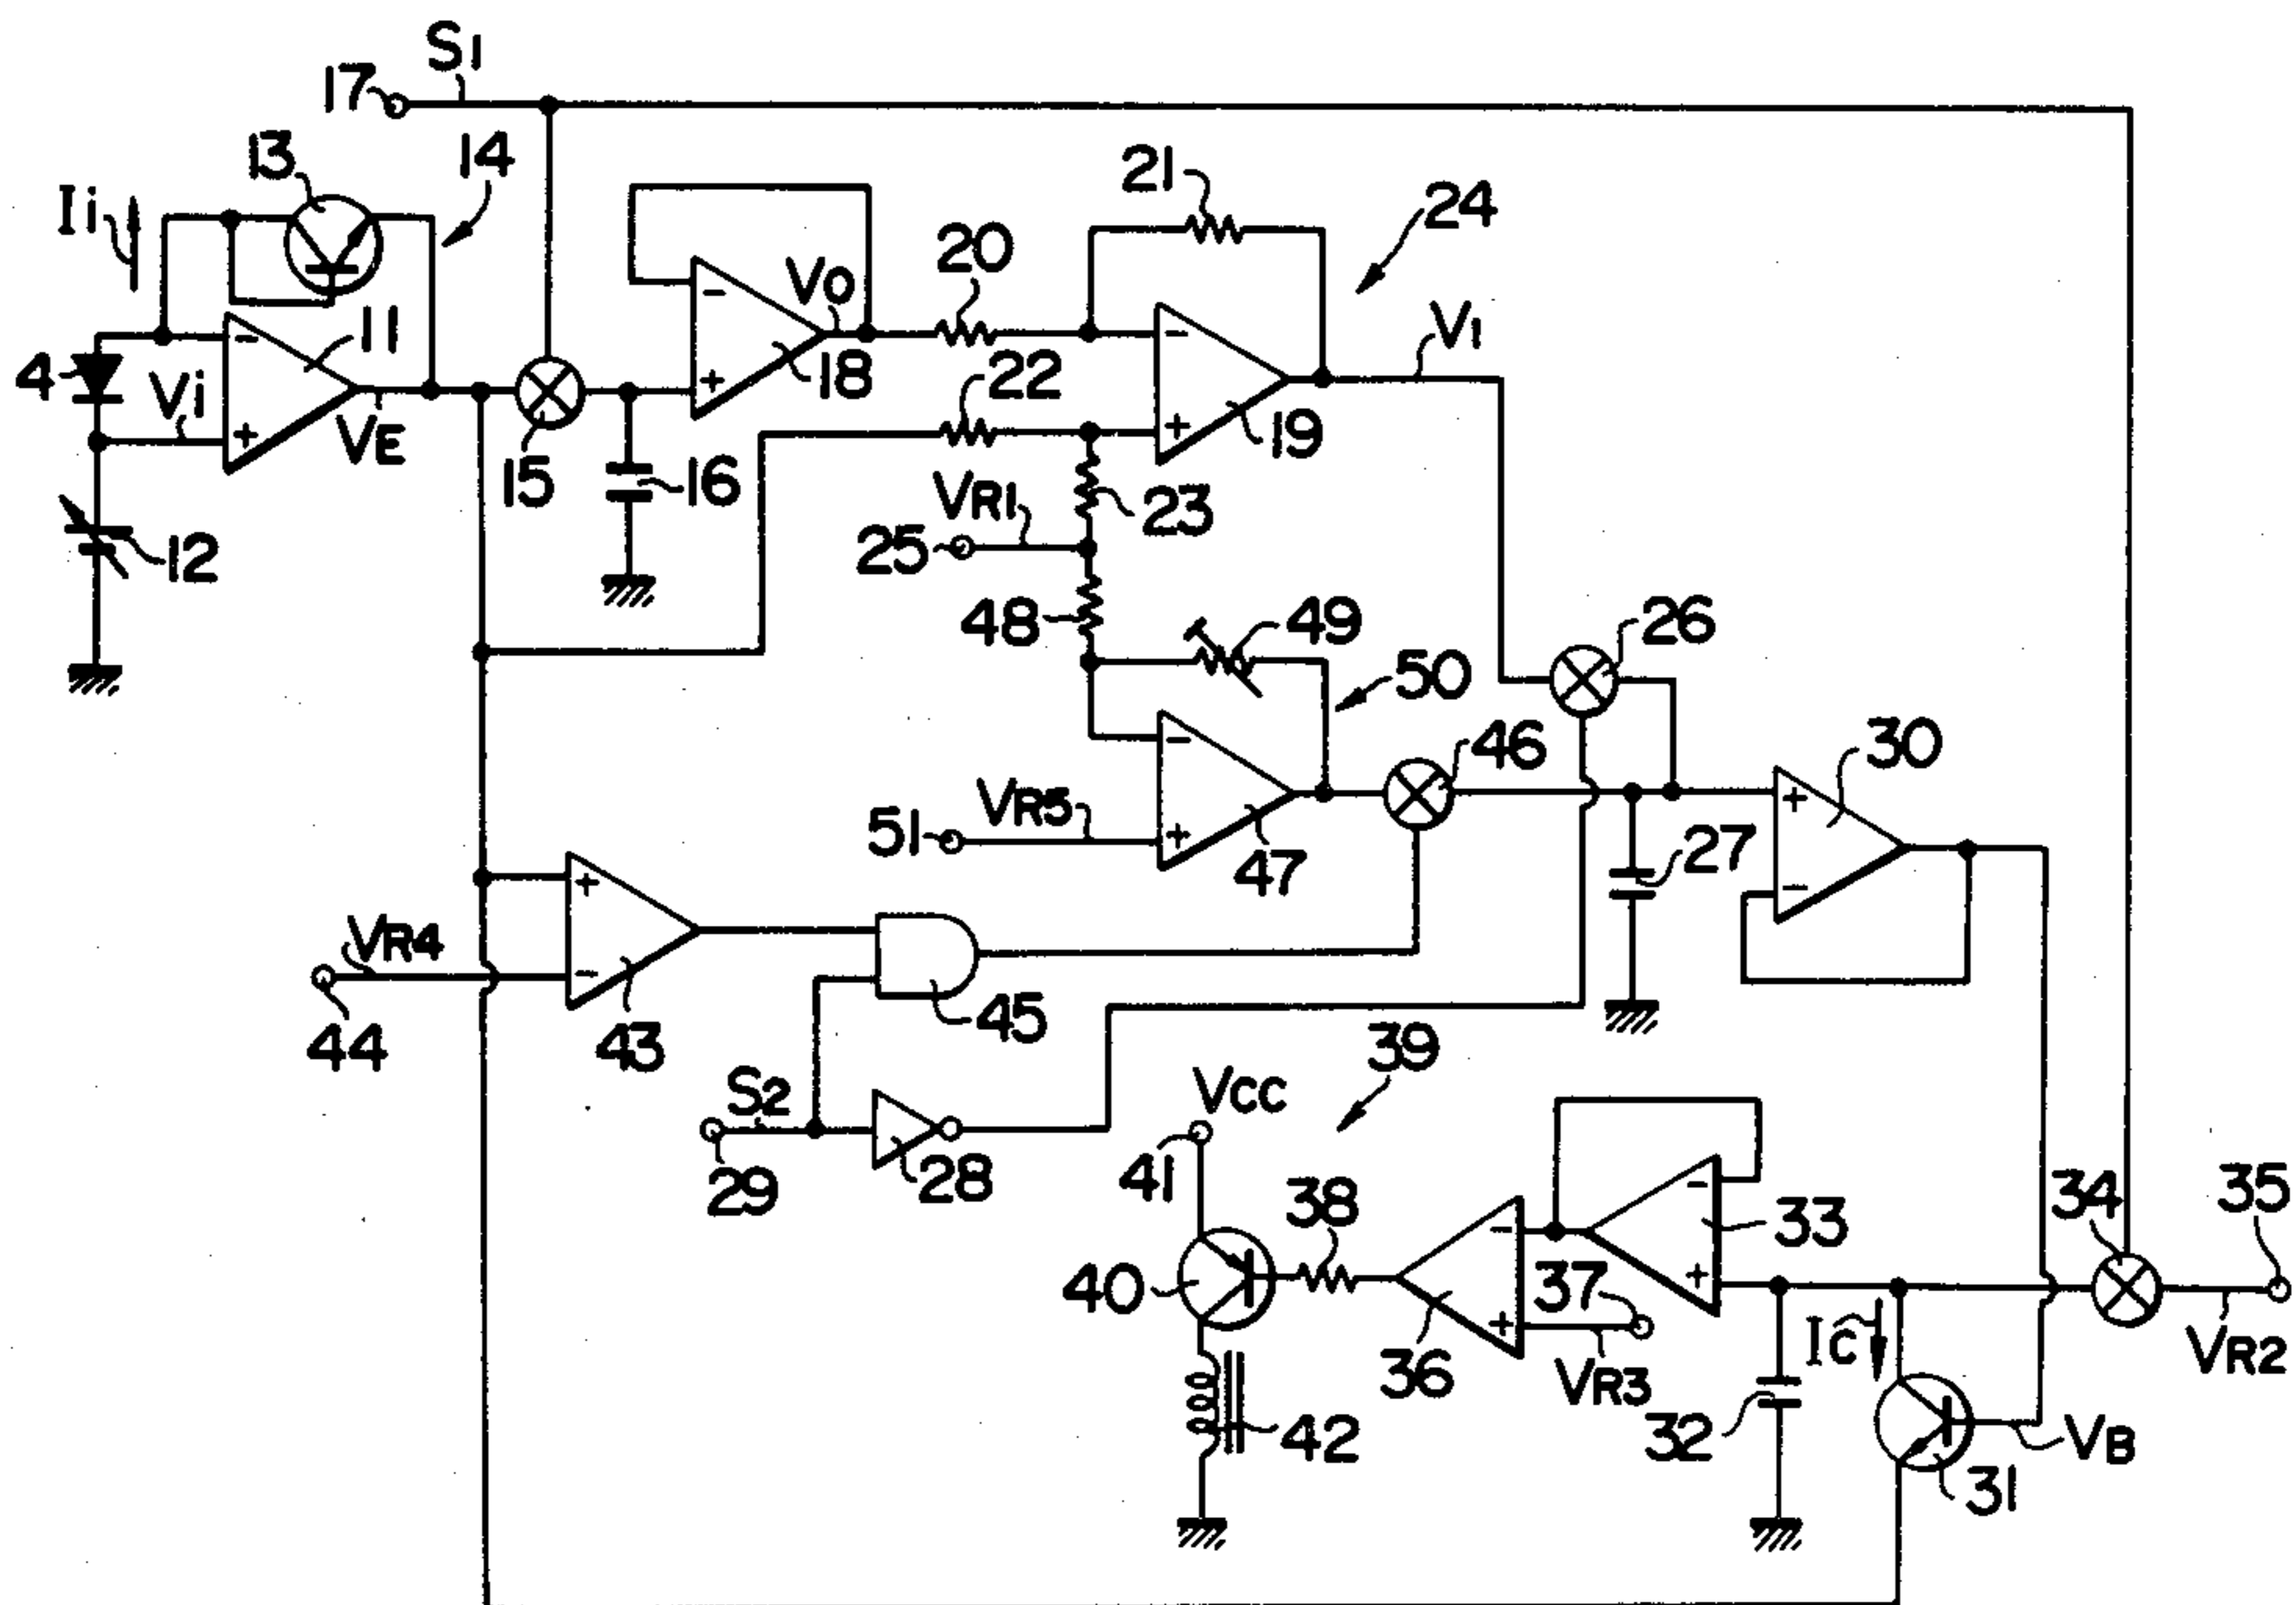 S1
17
13
14
Ii
21
24
20
VO
V1
4
Vi
11
VE
18
22
19
15
16
VR1
23
12
25
48
49
26
50
46
30
VR5
51
47
27
VR4
45
44
43
39
S2
VCC
29
28
41
38
33
34
35
40
37
IC
36
VR3
VR2
42
32
VB
31
- + - + - + - + + - + - - + - +